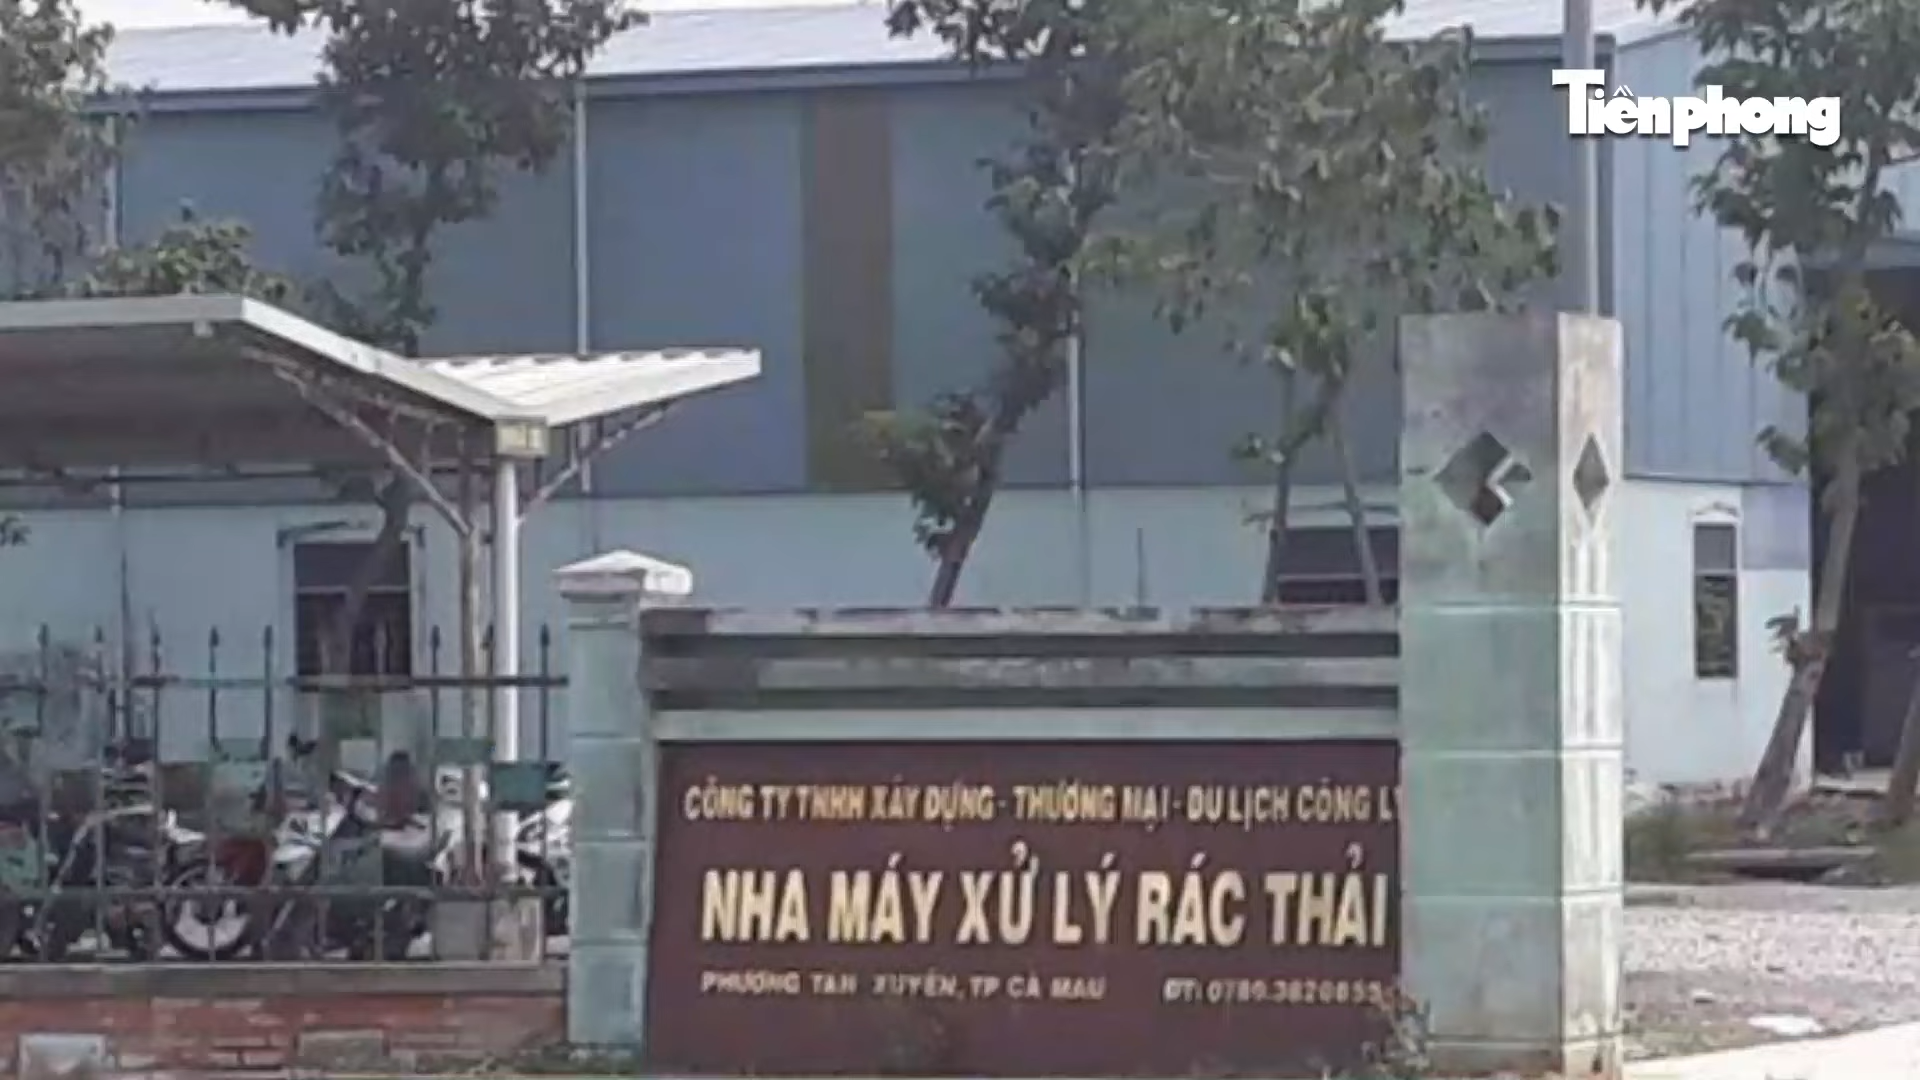 Tiềnphong
CÔNG TY TNHH XÂY DỰNG - THƯƠNG MẠI - DU LỊCH CÔNG LÝ
NHA MÁY XỬ LÝ RÁC THẢI
PHƯỜNG TAN XUYÊN, TP CÀ MAU ĐT: 0780.3820855